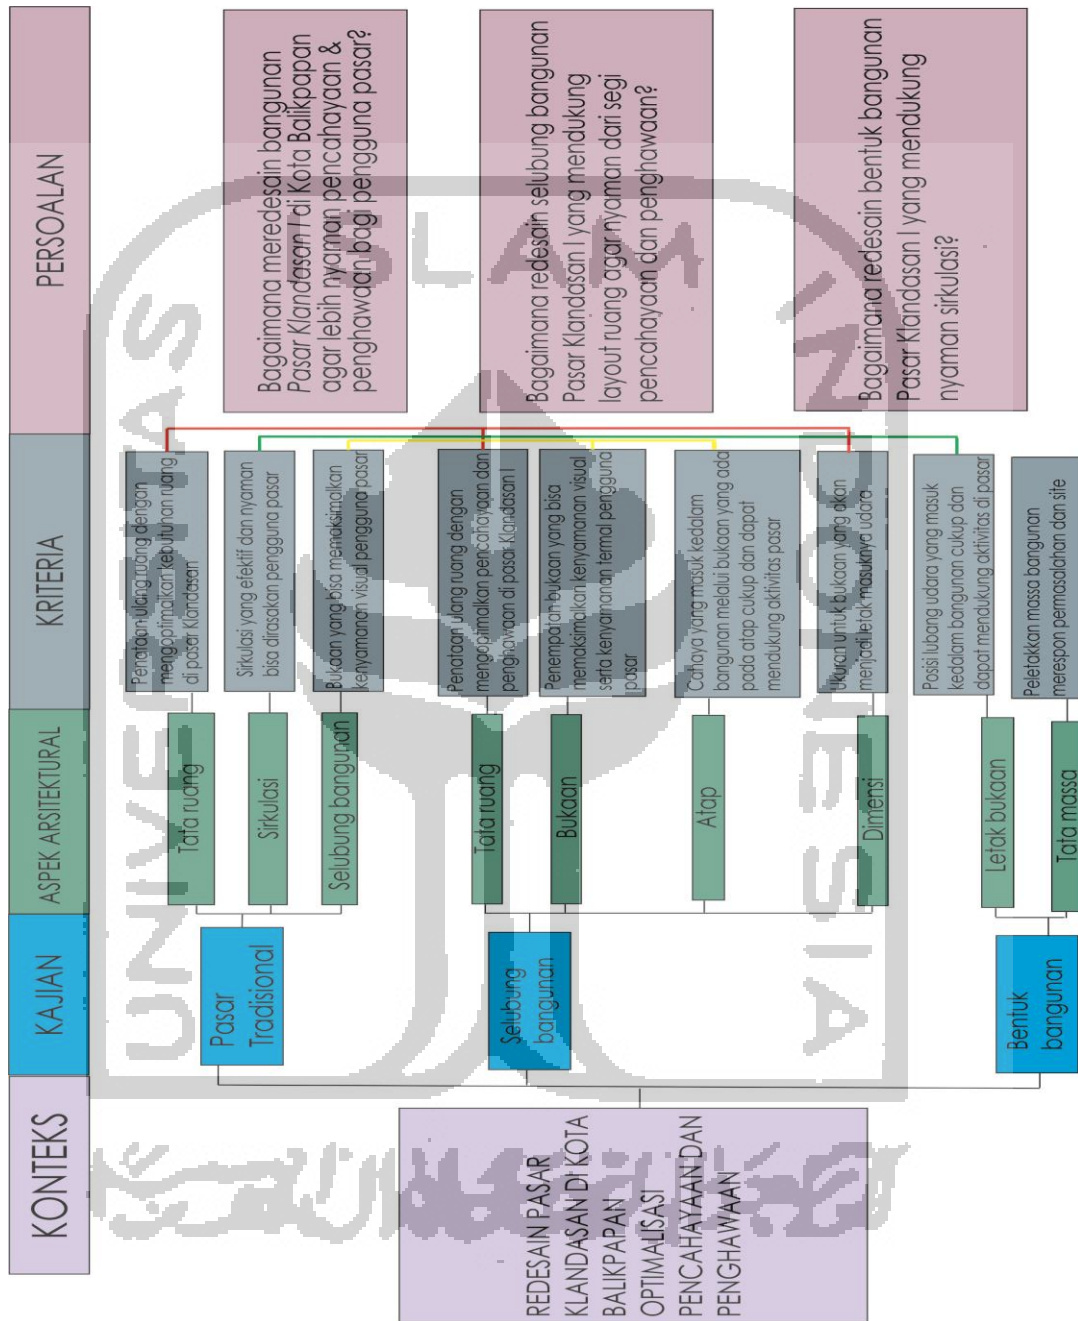 KONTEKS
KAJIAN
ASPEK ARSITEKTURAL
KRITERIA
PERSOALAN
REDESAIN PASAR
KLANDASAN DI KOTA
BALIKPAPAN
OPTIMALISASI
PENCAHAYAAN DAN
PENGHAWAAN
Pasar
Tradisional
Selubung
bangunan
Bentuk
bangunan
Tata ruang
Sirkulasi
Selubung bangunan
Tata ruang
Bukaan
Atap
Dimensi
Letak bukaan
Tata massa
Penataan ulang ruang dengan
mengoptimalkan kebutuhan ruang
di pasar Klandasan
Sirkulasi yang efektif dan nyaman
bisa dirasakan pengguna pasar
Bukaan yang bisa memaksimalkan
kenyamanan visual pengguna pasar
Penataan ulang ruang dengan
mengoptimalkan pencahayaan dan
penghawaan di pasar Klandasan I
Penempatan bukaan yang bisa
memaksimalkan kenyamanan visual
serta kenyamanan termal pengguna
pasar
Cahaya yang masuk kedalam
bangunan melalui bukaan yang ada
pada atap cukup dan dapat
mendukung aktivitas pasar
Ukuran untuk bukaan yang akan
menjadi letak masuknya udara
Posisi lubang udara yang masuk
kedalam bangunan cukup dan
dapat mendukung aktivitas di pasar
Peletakkan massa bangunan
merespon permasalahan dan site
Bagaimana meredesain bangunan
Pasar Klandasan I di Kota Balikpapan
agar lebih nyaman pencahayaan &
penghawaan bagi pengguna pasar?
Bagaimana redesain selubung bangunan
Pasar Klandasan I yang mendukung
layout ruang agar nyaman dari segi
pencahayaan dan penghawaan?
Bagaimana redesain bentuk bangunan
Pasar Klandasan I yang mendukung
nyaman sirkulasi?
UNIVERSITAS
ISLAM
INDONESIA